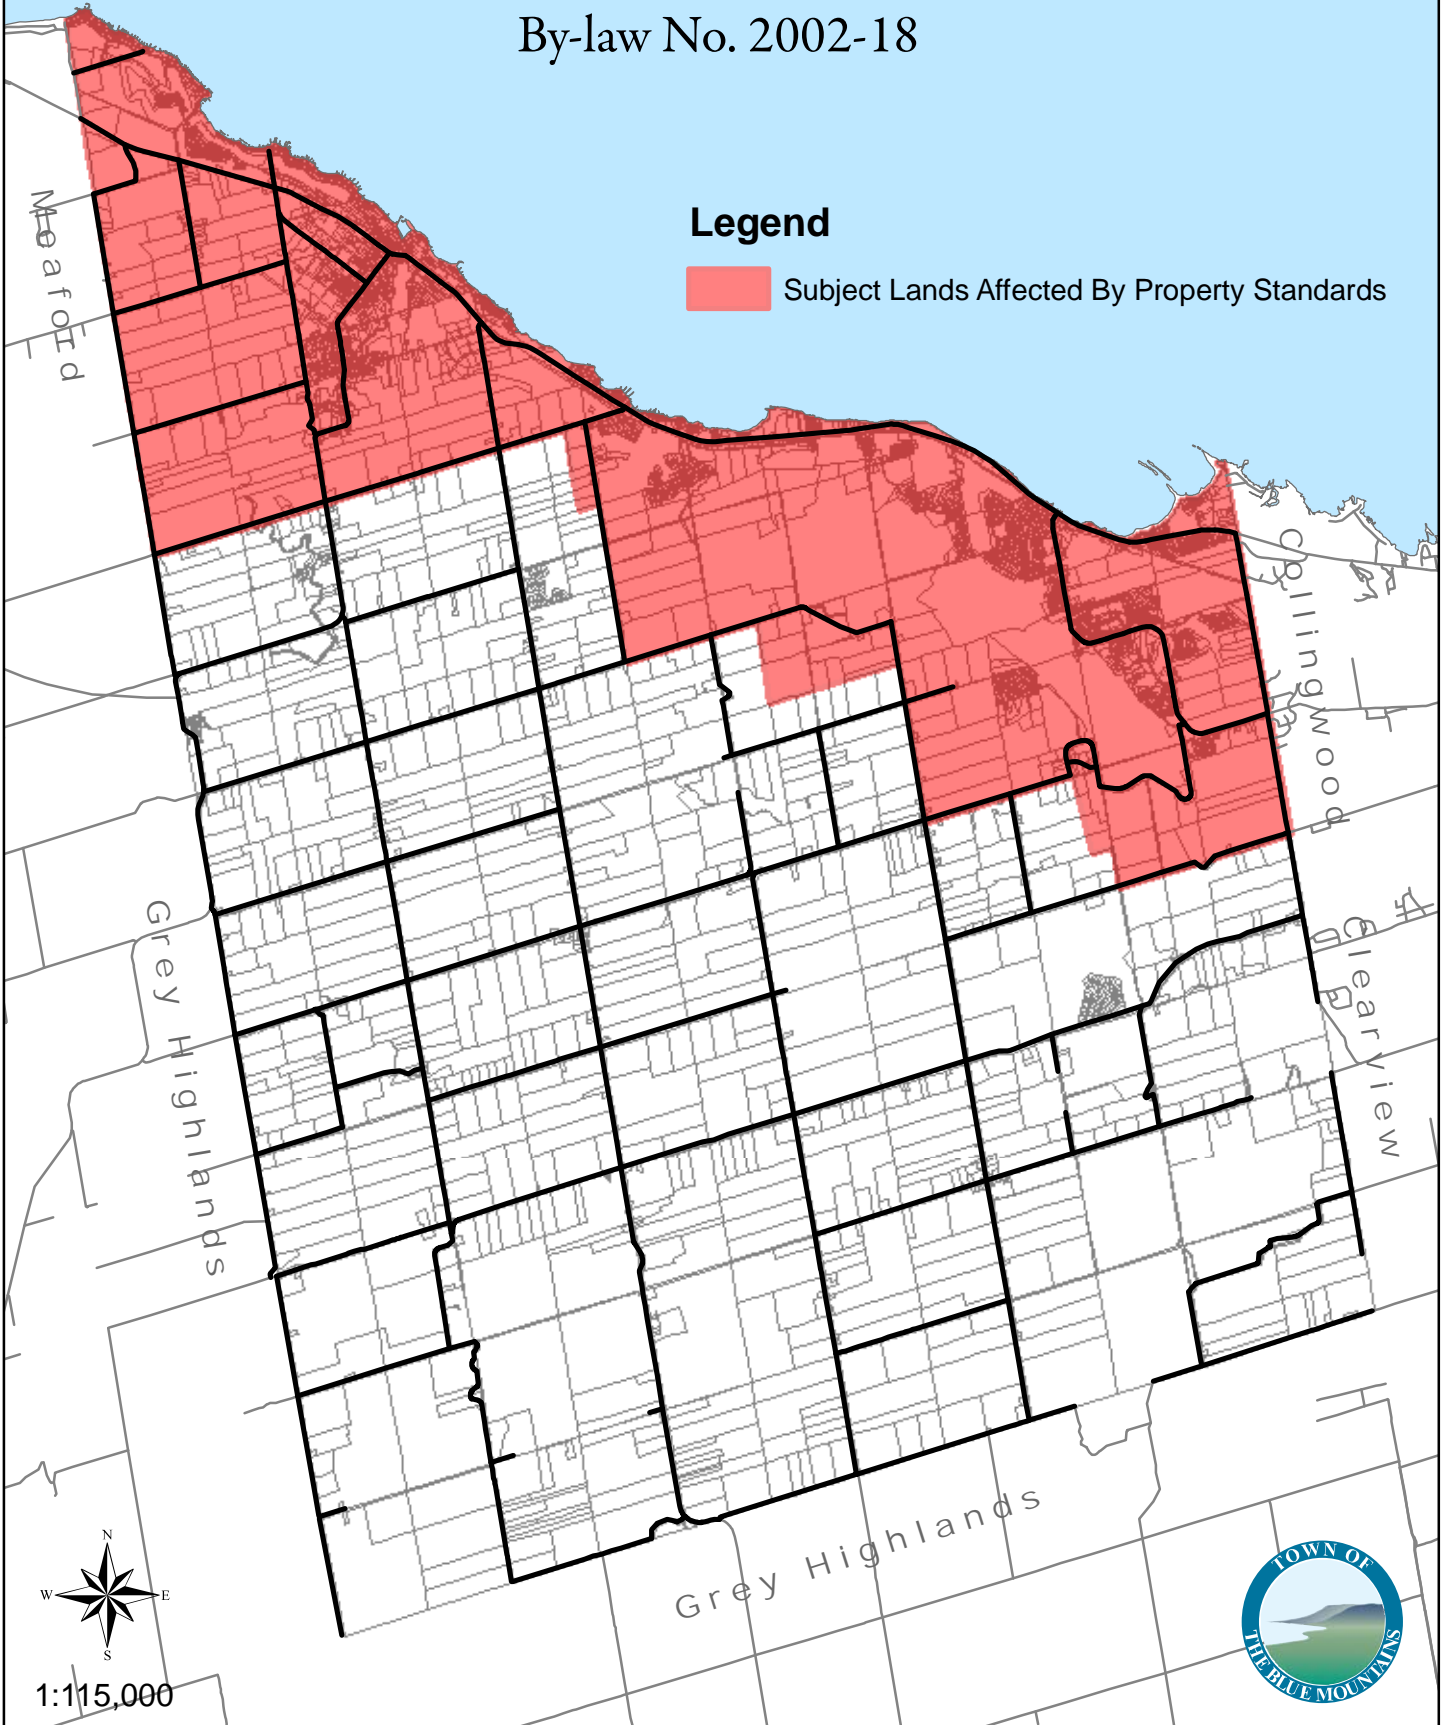 By-law No. 2002-18
Legend
Subject Lands Affected By Property Standards
Meaford
Collingwood
Grey Highlands
Clearview
Grey Highlands
N
W E
S
1:115,000
TOWN OF
THE BLUE MOUNTAINS